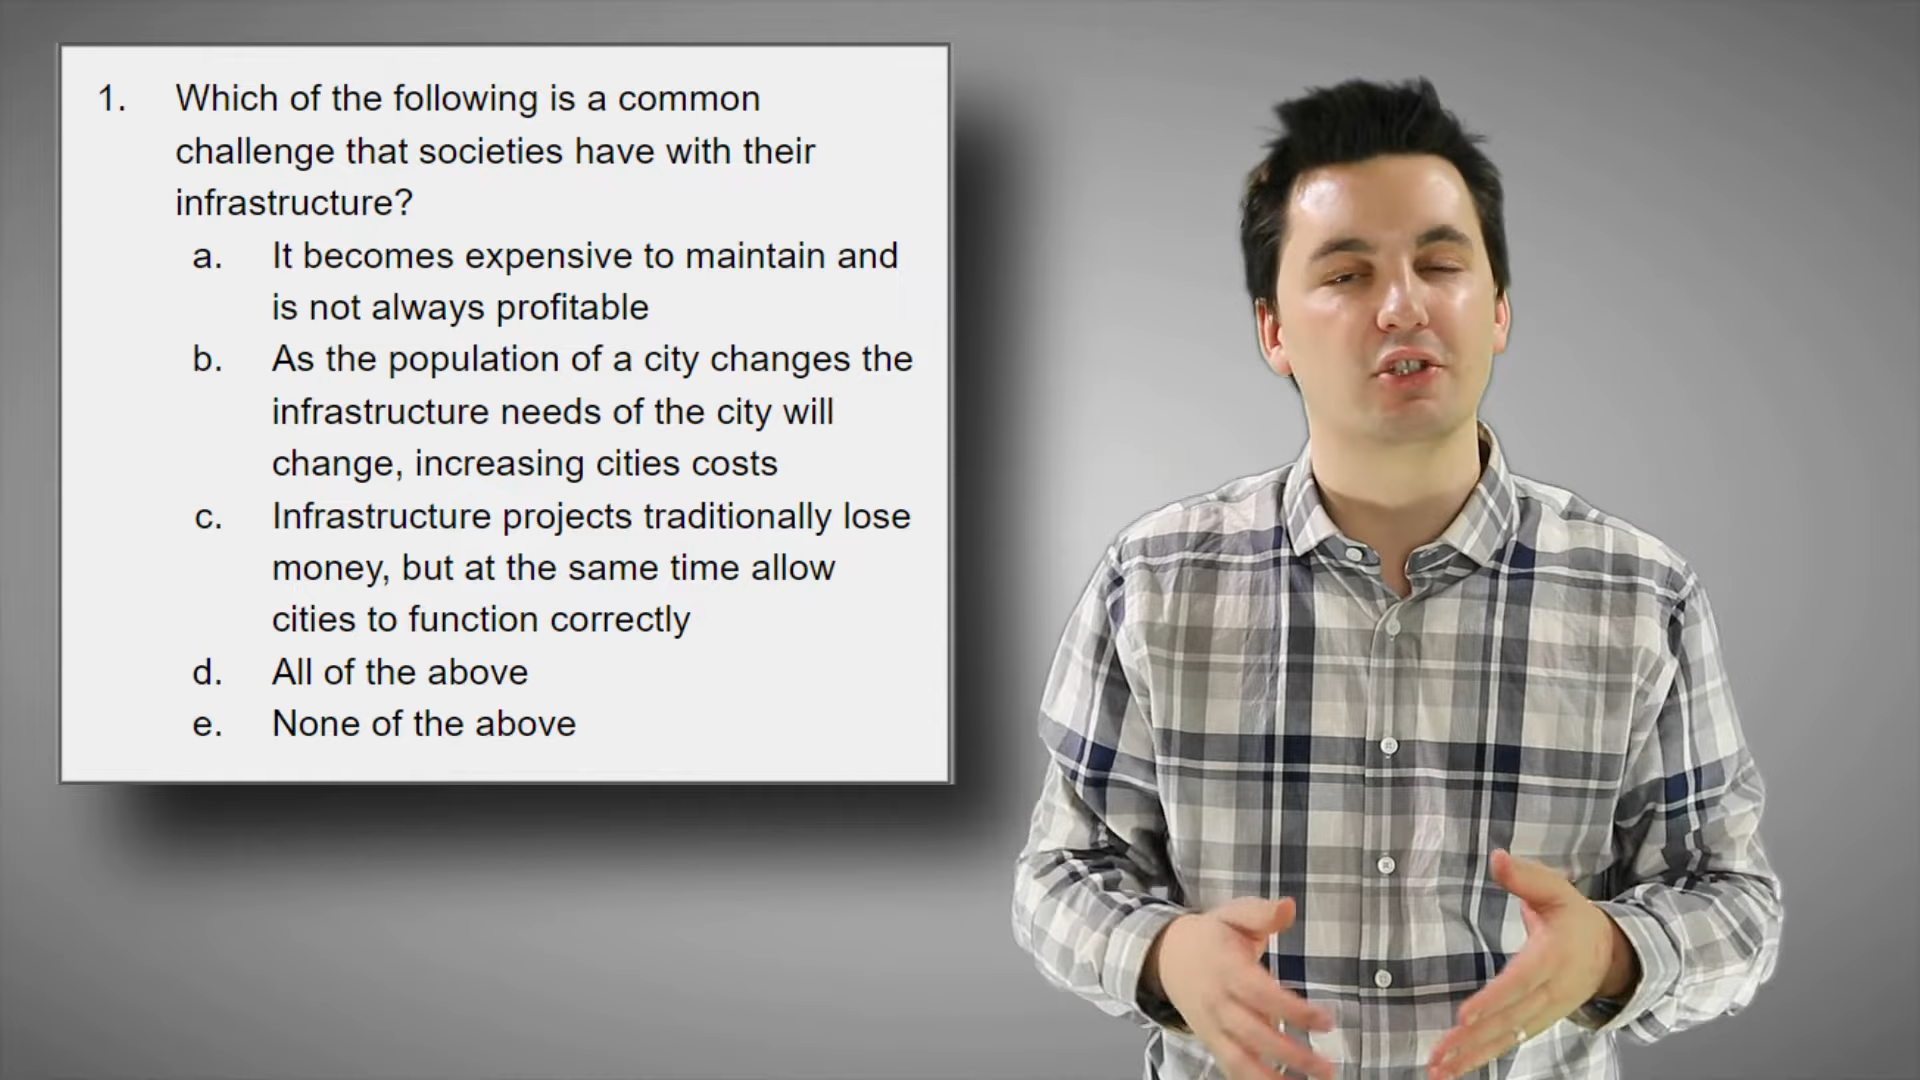 1. Which of the following is a common
challenge that societies have with their
infrastructure?
a. It becomes expensive to maintain and
is not always profitable
b. As the population of a city changes the
infrastructure needs of the city will
change, increasing cities costs
c. Infrastructure projects traditionally lose
money, but at the same time allow
cities to function correctly
d. All of the above
e. None of the above